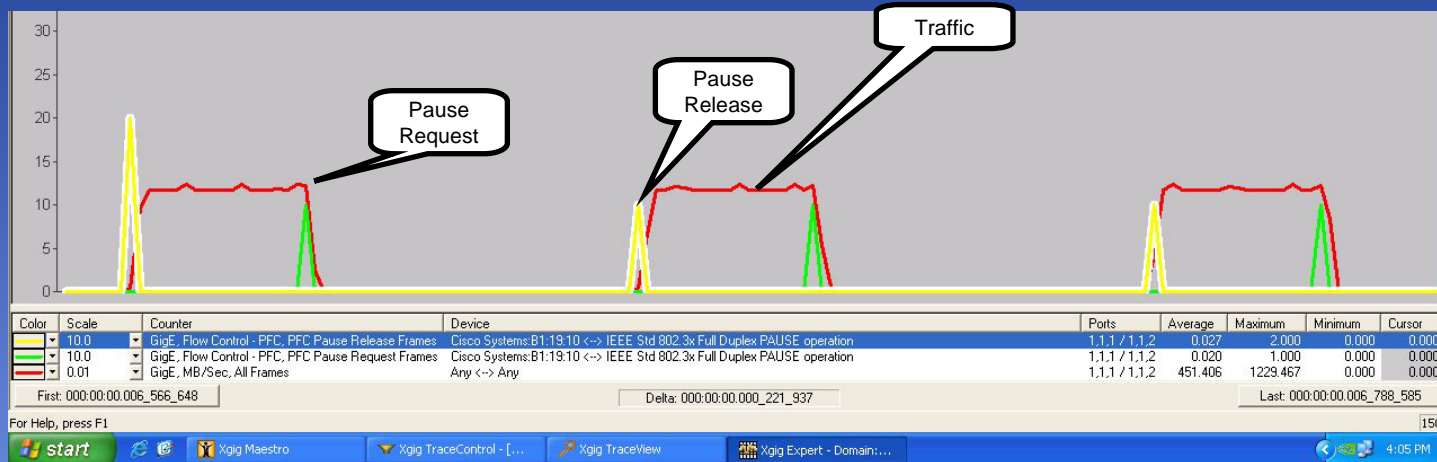 30
25
20
15
10
5
0
Pause
Request
Pause
Release
Traffic
Color Scale Counter Device Ports Average Maximum Minimum Cursor
10.0 GigE, Flow Control - PFC, PFC Pause Release Frames Cisco Systems:B1:19:10 <--> IEEE Std 802.3x Full Duplex PAUSE operation 1,1,1 / 1,1,2 0.027 2.000 0.000 0.000
10.0 GigE, Flow Control - PFC, PFC Pause Request Frames Cisco Systems:B1:19:10 <--> IEEE Std 802.3x Full Duplex PAUSE operation 1,1,1 / 1,1,2 0.020 1.000 0.000 0.000
0.01 GigE, MB/Sec, All Frames Any <--> Any 1,1,1 / 1,1,2 451.406 1229.467 0.000 0.000
First: 000:00:00.006_566_648 Delta: 000:00:00.000_221_937 Last: 000:00:00.006_788_585
For Help, press F1
start Xgig Maestro Xgig TraceControl - [... Xgig TraceView Xgig Expert - Domain:... 4:05 PM